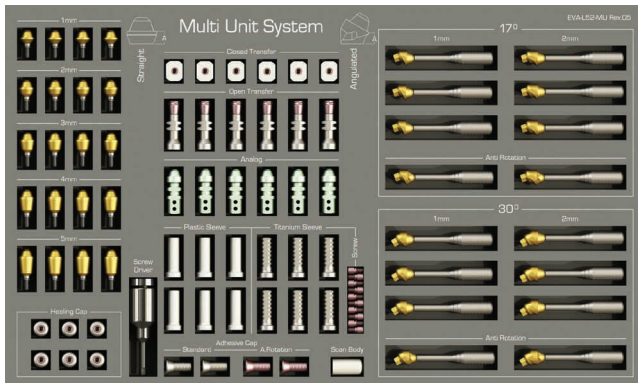 Multi Unit System
EVA-L52-MU Rev.05
Straight
A
Angulated
A
1mm
2mm
3mm
4mm
5mm
Healing Cap
Screw
Driver
Closed Transfer
Open Transfer
Analog
Plastic Sleeve
Titanium Sleeve
Screw
Adhesive Cap
Standard
A.Rotation
Scan Body
17º
1mm
2mm
Anti Rotation
30º
1mm
2mm
Anti Rotation